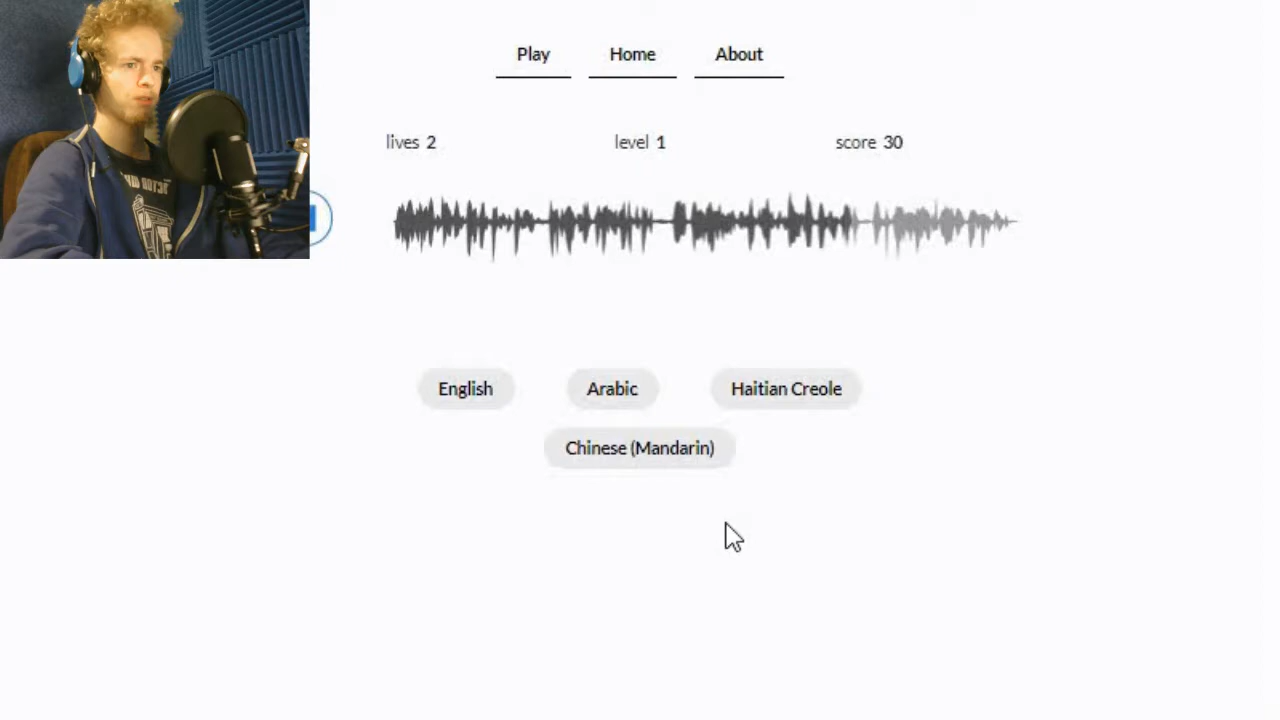 Play Home About
lives 2 level 1 score 30
English Arabic Haitian Creole
Chinese (Mandarin)